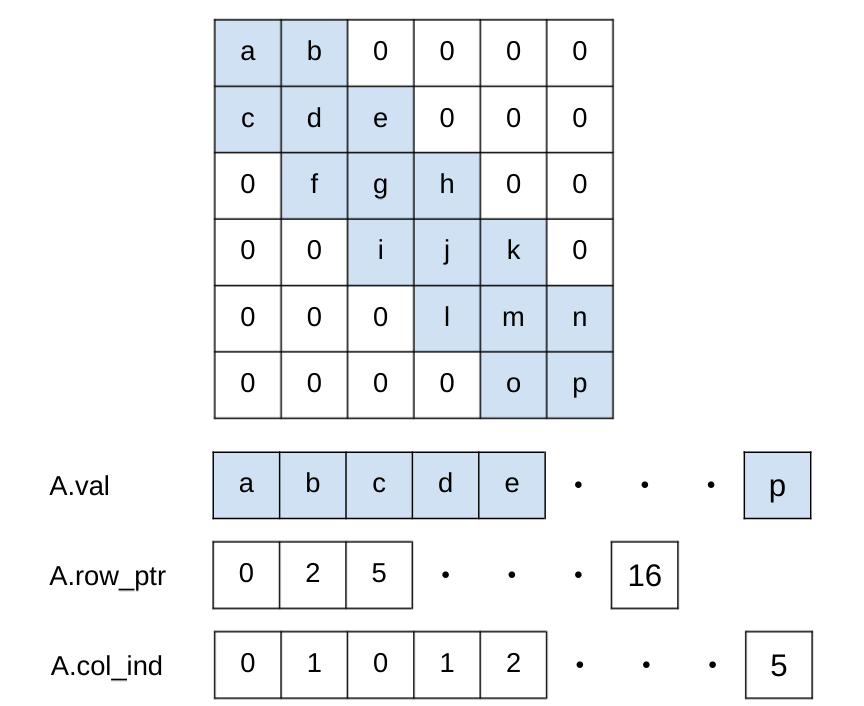 a b 0 0 0 0
c d e 0 0 0
0 f g h 0 0
0 0 i j k 0
0 0 0 l m n
0 0 0 0 o p
A.val a b c d e · · · p
A.row_ptr 0 2 5 · · · 16
A.col_ind 0 1 0 1 2 · · · 5